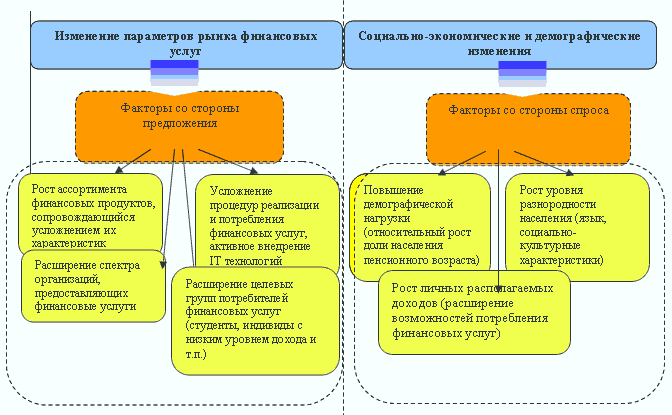 Изменение параметров рынка финансовых
услуг
Социально-экономические и демографические
изменения
Факторы со стороны
предложения
Факторы со стороны спроса
Рост ассортимента
финансовых продуктов,
сопровождающийся
усложнением их
характеристик
Усложнение
процедур реализации
и потребления
финансовых услуг,
активное внедрение
IT технологий
Расширение спектра
организаций,
предоставляющих
финансовые услуги
Расширение целевых
групп потребителей
финансовых услуг
(студенты, индивиды с
низким уровнем дохода и
т.п.)
Повышение
демографической
нагрузки
(относительный рост
доли населения
пенсионного возраста)
Рост уровня
разнородности
населения (язык,
социально-
культурные
характеристики)
Рост личных располагаемых
доходов (расширение
возможностей потребления
финансовых услуг)